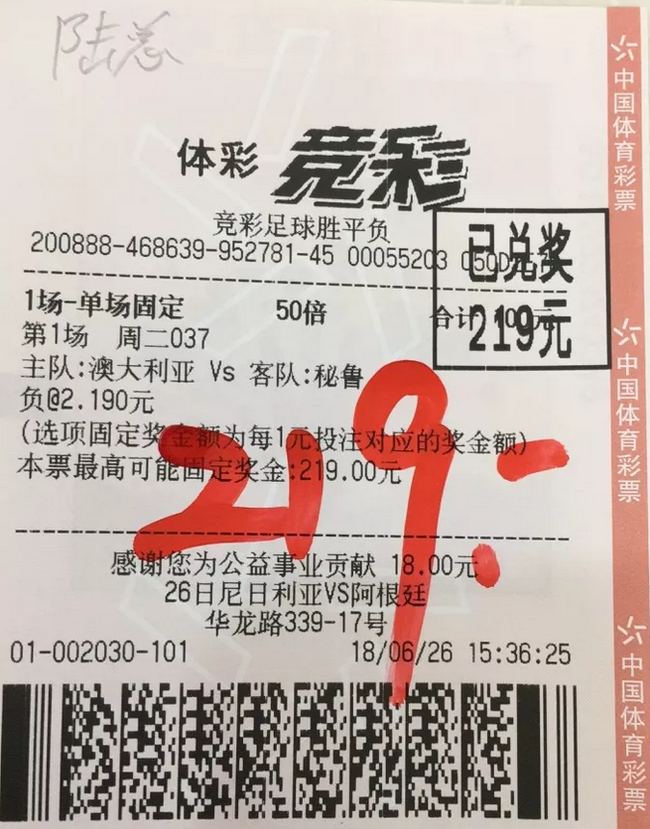 陆总
体彩 竞彩
竞彩足球胜平负
200888-468639-952781-45 00055203
已兑奖
219元
1场-单场固定 50倍 合计 100元
第1场 周二037
主队:澳大利亚 Vs 客队:秘鲁
负@2.190元
(选项固定奖金额为每1元投注对应的奖金额)
本票最高可能固定奖金:219.00元
219.-
感谢您为公益事业贡献 18.00元
26日尼日利亚VS阿根廷
华龙路339-17号
01-002030-101 18/06/26 15:36:25
中国体育彩票
中国体育彩票
中国体育彩票